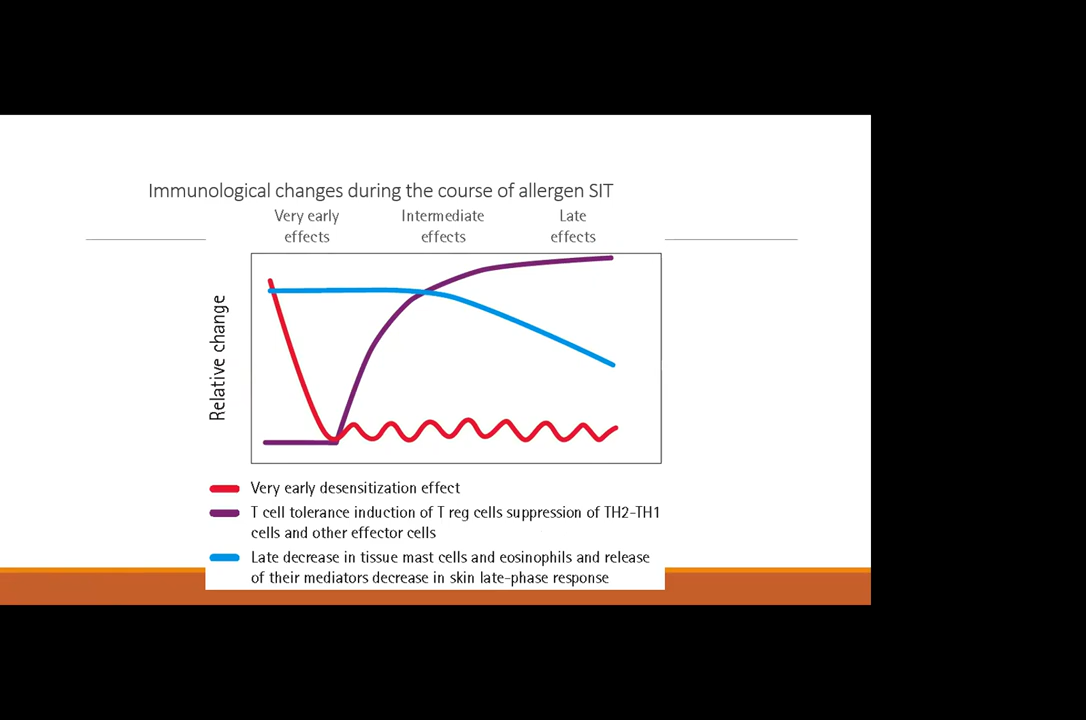 Immunological changes during the course of allergen SIT
Very early effects
Intermediate effects
Late effects
Relative change
Very early desensitization effect
T cell tolerance induction of T reg cells suppression of TH2-TH1
cells and other effector cells
Late decrease in tissue mast cells and eosinophils and release
of their mediators decrease in skin late-phase response